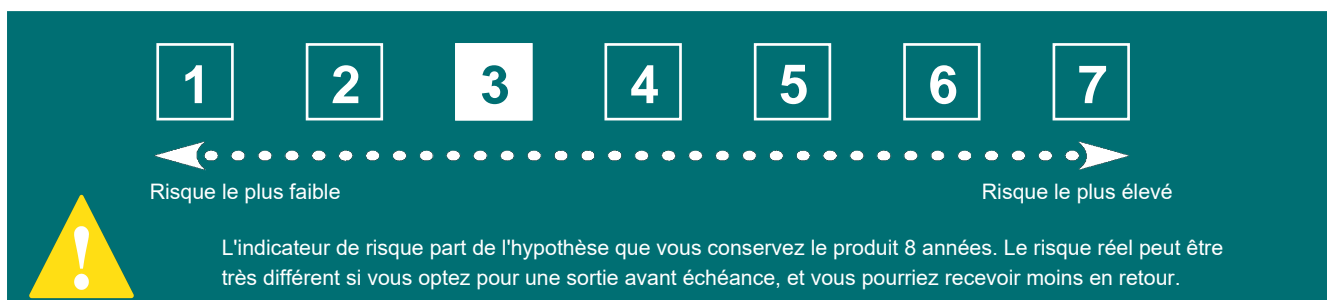 1 2 3 4 5 6 7
Risque le plus faible Risque le plus élevé
L'indicateur de risque part de l'hypothèse que vous conservez le produit 8 années. Le risque réel peut être
très différent si vous optez pour une sortie avant échéance, et vous pourriez recevoir moins en retour.